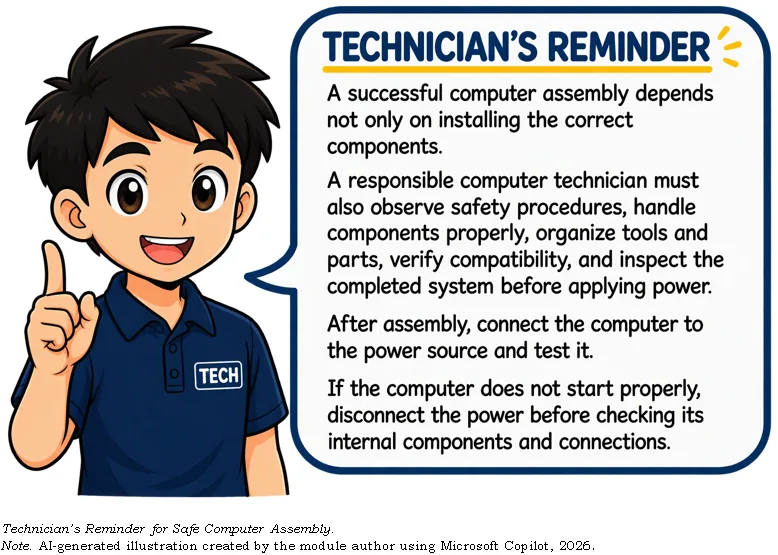 TECHNICIAN'S REMINDER
A successful computer assembly depends
not only on installing the correct
components.
A responsible computer technician must
also observe safety procedures, handle
components properly, organize tools and
parts, verify compatibility, and inspect the
completed system before applying power.
After assembly, connect the computer to
the power source and test it.
If the computer does not start properly,
disconnect the power before checking its
internal components and connections.
TECH
Technician's Reminder for Safe Computer Assembly.
Note. AI-generated illustration created by the module author using Microsoft Copilot, 2026.